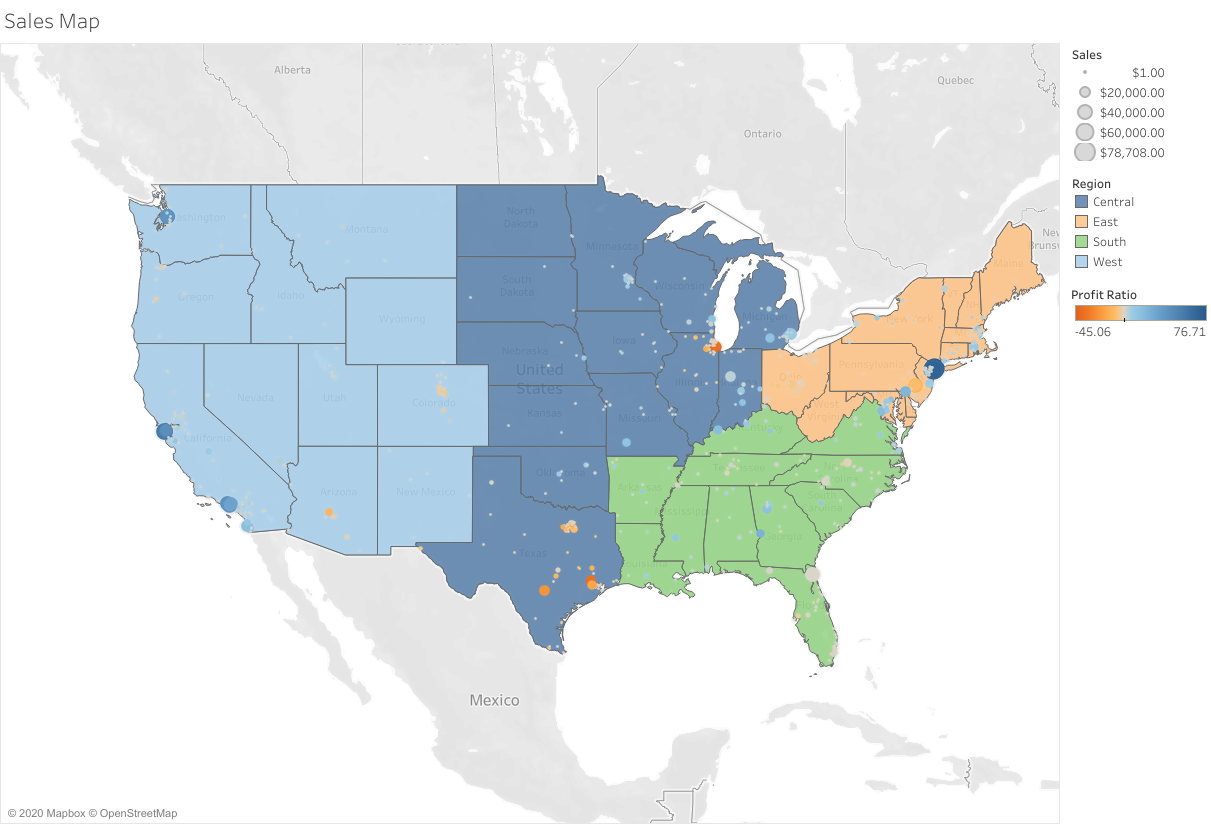 Sales Map
Alberta
Quebec
Ontario
Washington
North
Dakota
Montana
Minnesota
New
Brunsw
Maine
South
Dakota
Wisconsin
Oregon
Idaho
Wyoming
Michigan
New York
Iowa
Nebraska
Pennsylvania
United
States
Illinois
Ohio
Nevada
Utah
Colorado
Kansas
Missouri
West
Virginia
Kentucky
California
Oklahoma
Tennessee
North
Carolina
Arizona
New Mexico
Arkansas
South
Carolina
Mississippi
Georgia
Texas
Louisiana
Mexico
© 2020 Mapbox © OpenStreetMap
Sales
$1.00
$20,000.00
$40,000.00
$60,000.00
$78,708.00
Region
Central
East
South
West
Profit Ratio
-45.06 76.71